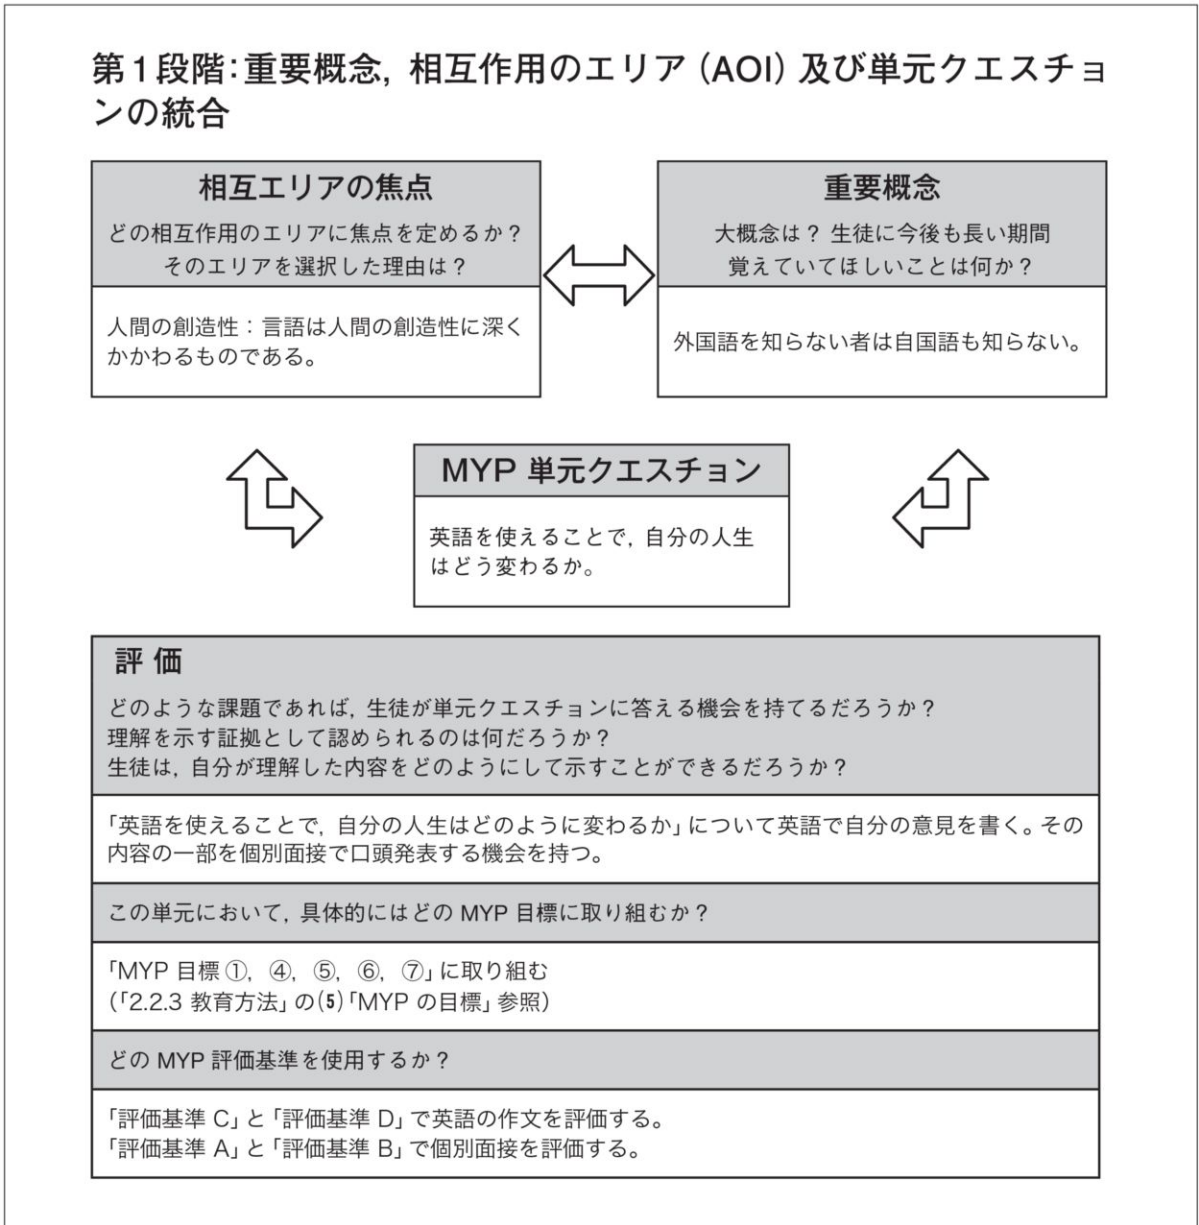 第1段階：重要概念，相互作用のエリア（AOI）及び単元クエスチョ
ンの統合
相互エリアの焦点
どの相互作用のエリアに焦点を定めるか？
そのエリアを選択した理由は？
人間の創造性：言語は人間の創造性に深く
かかわるものである。
重要概念
大概念は？ 生徒に今後も長い期間
覚えていてほしいことは何か？
外国語を知らない者は自国語も知らない。
MYP 単元クエスチョン
英語を使えることで，自分の人生
はどう変わるか。
評 価
どのような課題であれば，生徒が単元クエスチョンに答える機会を持てるだろうか？
理解を示す証拠として認められるのは何だろうか？
生徒は，自分が理解した内容をどのようにして示すことができるだろうか？
「英語を使えることで，自分の人生はどのように変わるか」について英語で自分の意見を書く。その
内容の一部を個別面接で口頭発表する機会を持つ。
この単元において，具体的にはどの MYP 目標に取り組むか？
「MYP 目標 ①，④，⑤，⑥，⑦」に取り組む
（「2.2.3 教育方法」の(5)「MYP の目標」参照）
どの MYP 評価基準を使用するか？
「評価基準 C」と「評価基準 D」で英語の作文を評価する。
「評価基準 A」と「評価基準 B」で個別面接を評価する。